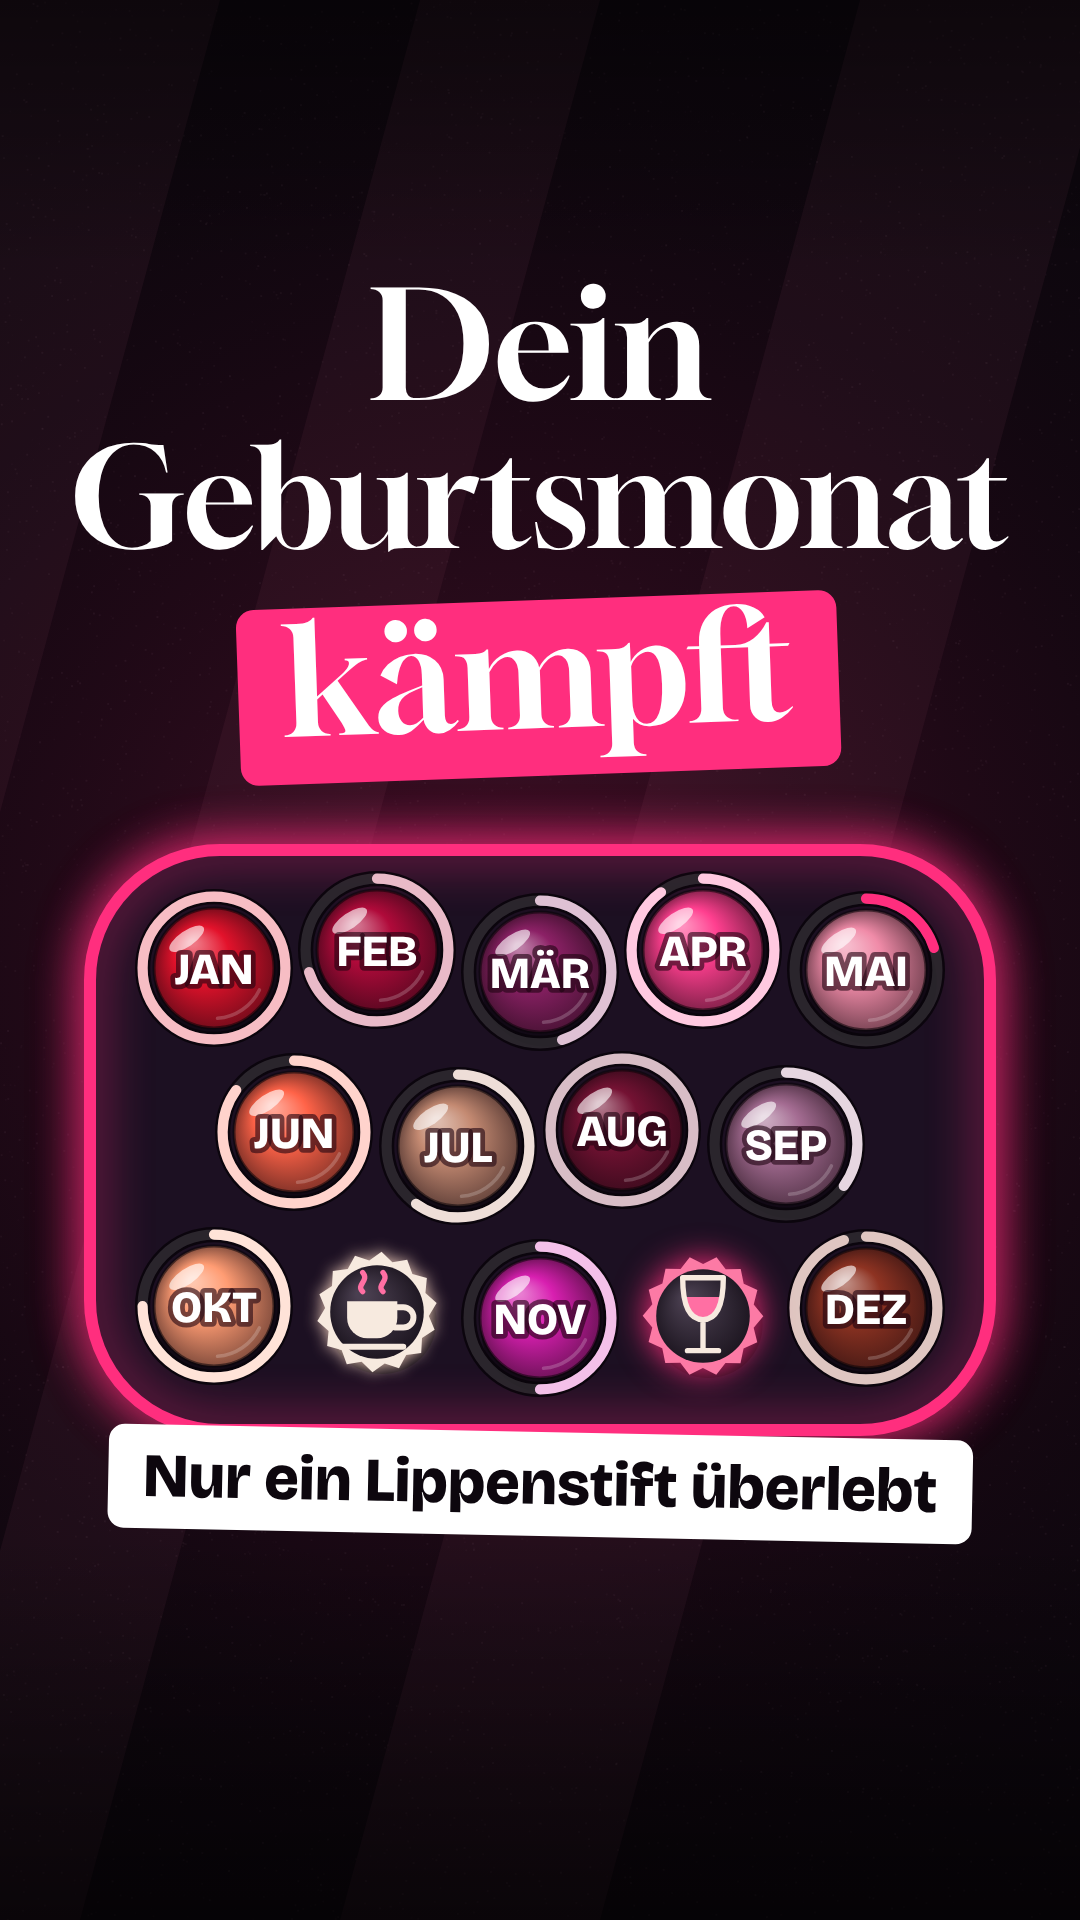 Dein
Geburtsmonat
kämpft
JAN FEB MÄR APR MAI
JUN JUL AUG SEP
OKT NOV DEZ
Nur ein Lippenstift überlebt